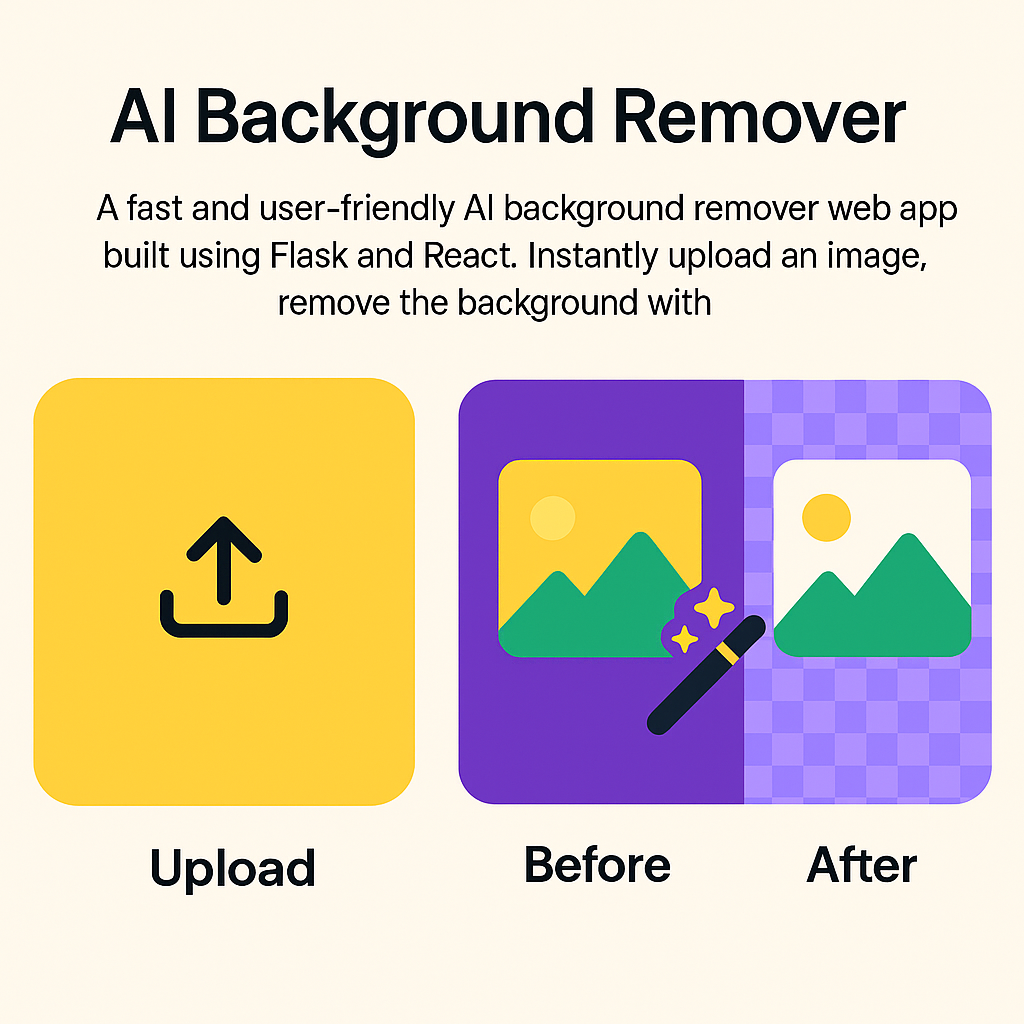 AI Background Remover
A fast and user-friendly AI background remover web app
built using Flask and React. Instantly upload an image,
remove the background with
Upload
Before
After